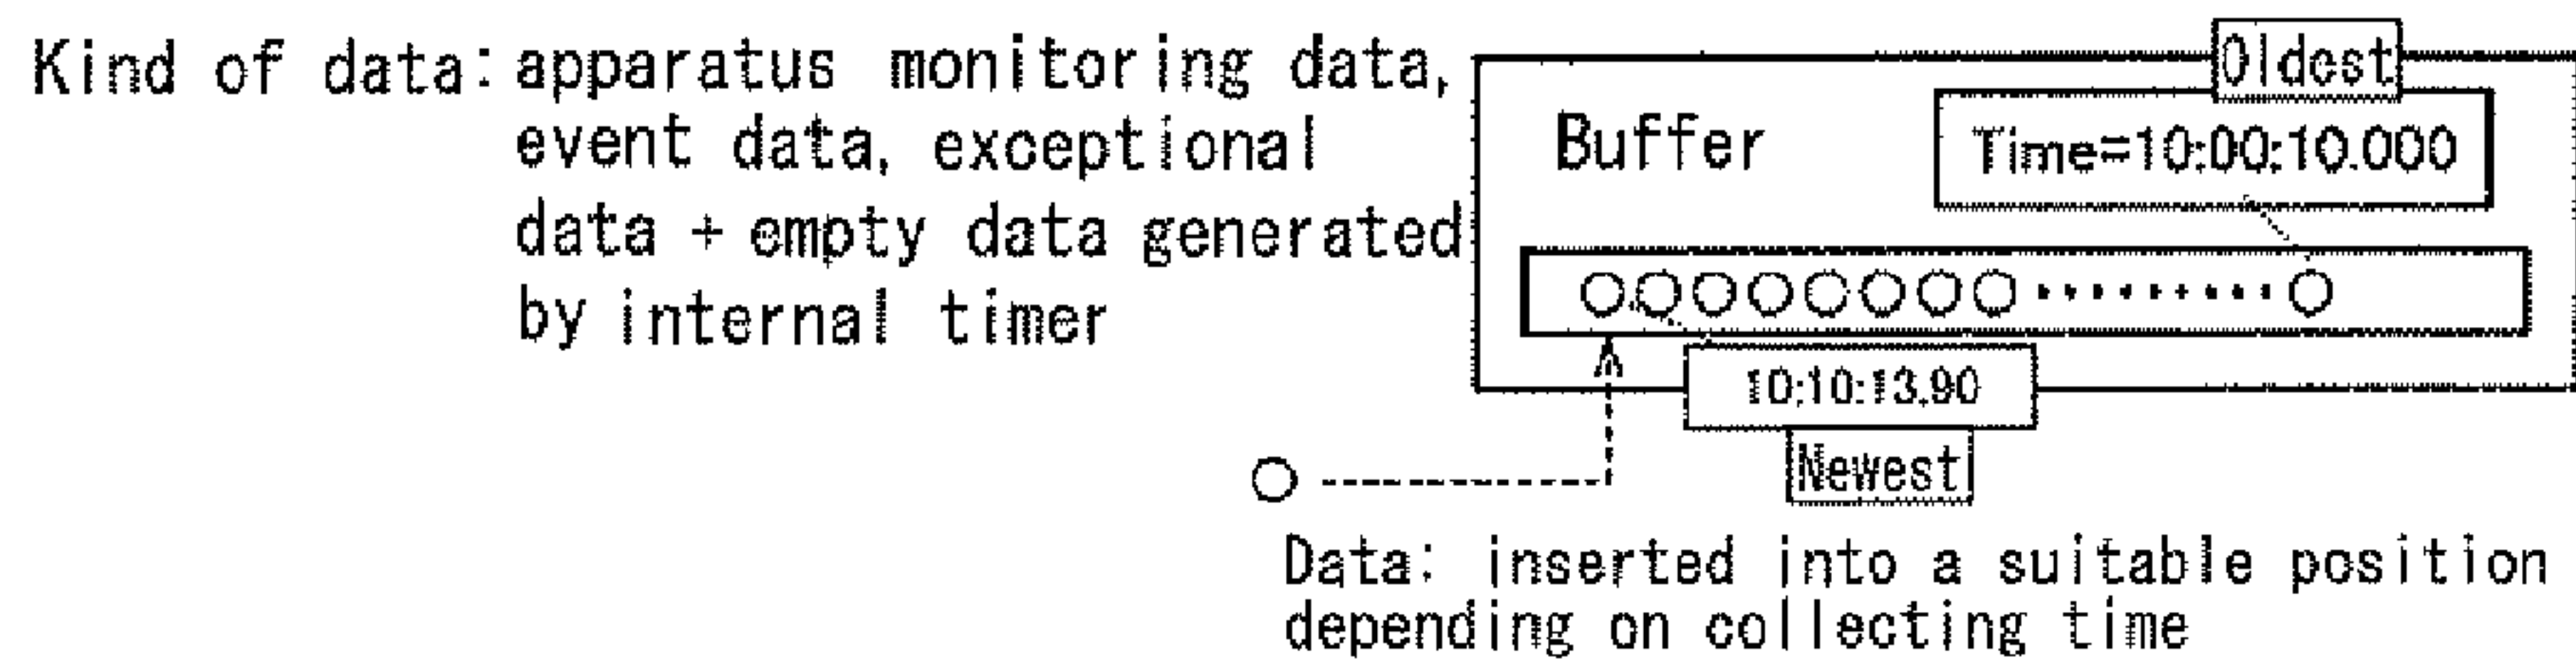 Kind of data: apparatus monitoring data,
event data, exceptional
data + empty data generated
by internal timer
Oldest
Buffer
Time=10:00:10.000
10:10:13.90
Newest
Data: inserted into a suitable position
depending on collecting time